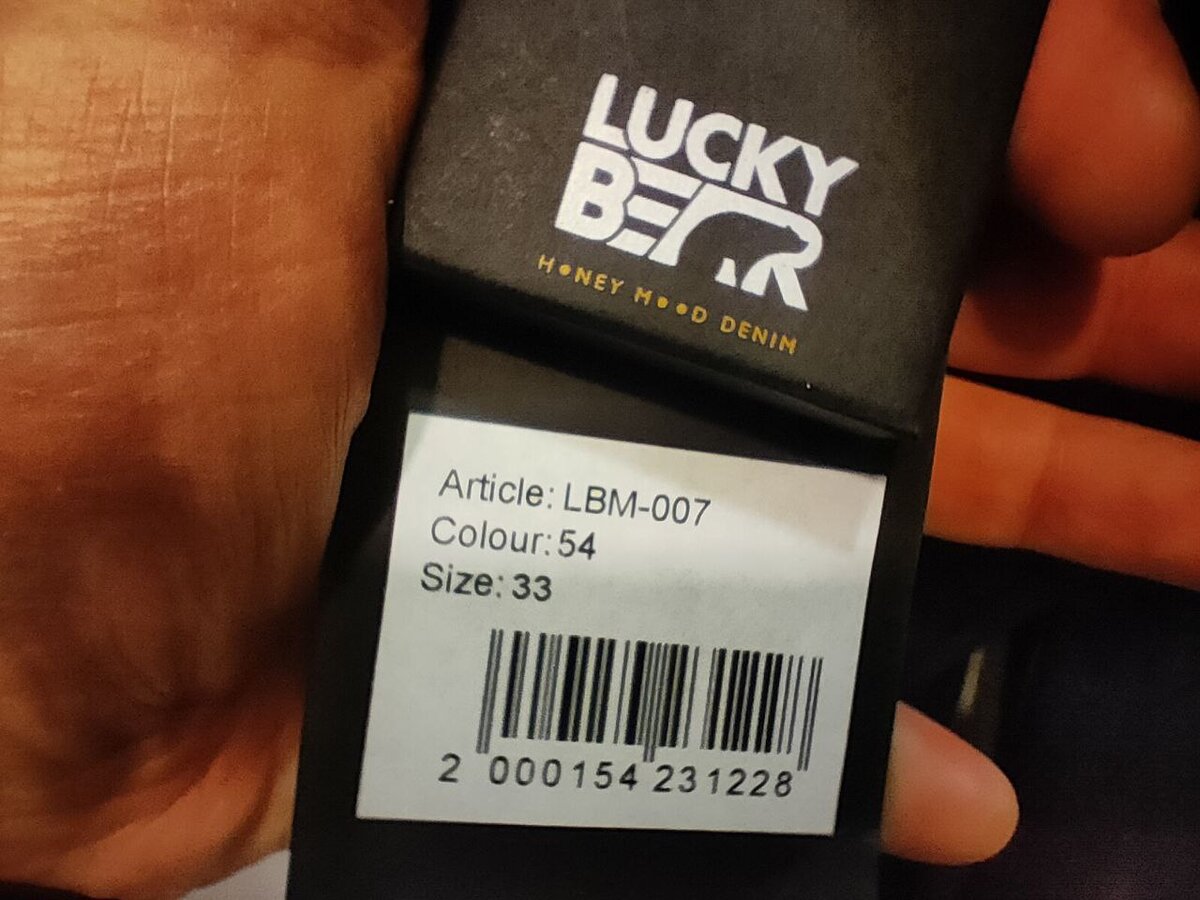 LUCKY
BEAR
HONEY MOOD DENIM
Article: LBM-007
Colour: 54
Size: 33
2 000154 231228